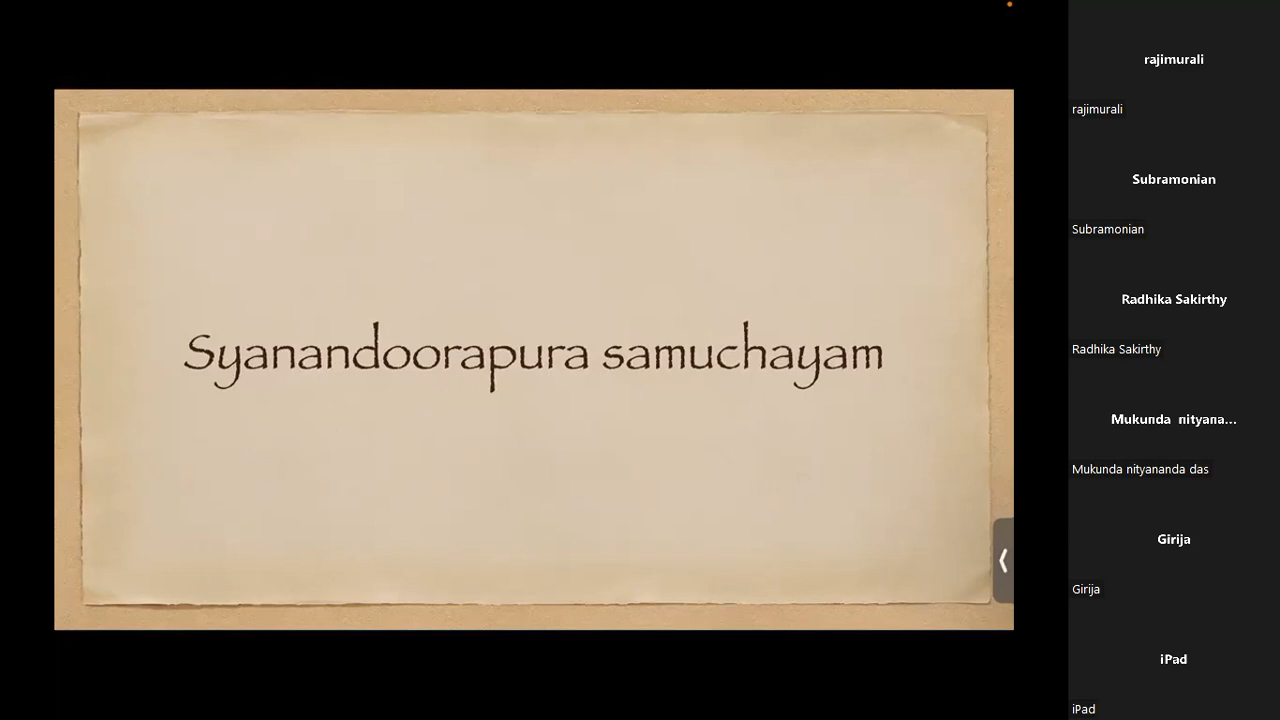 Syanandoorapura samuchayam
rajimurali
rajimurali
Subramonian
Subramonian
Radhika Sakirthy
Radhika Sakirthy
Mukunda nityana...
Mukunda nityananda das
Girija
Girija
iPad
iPad